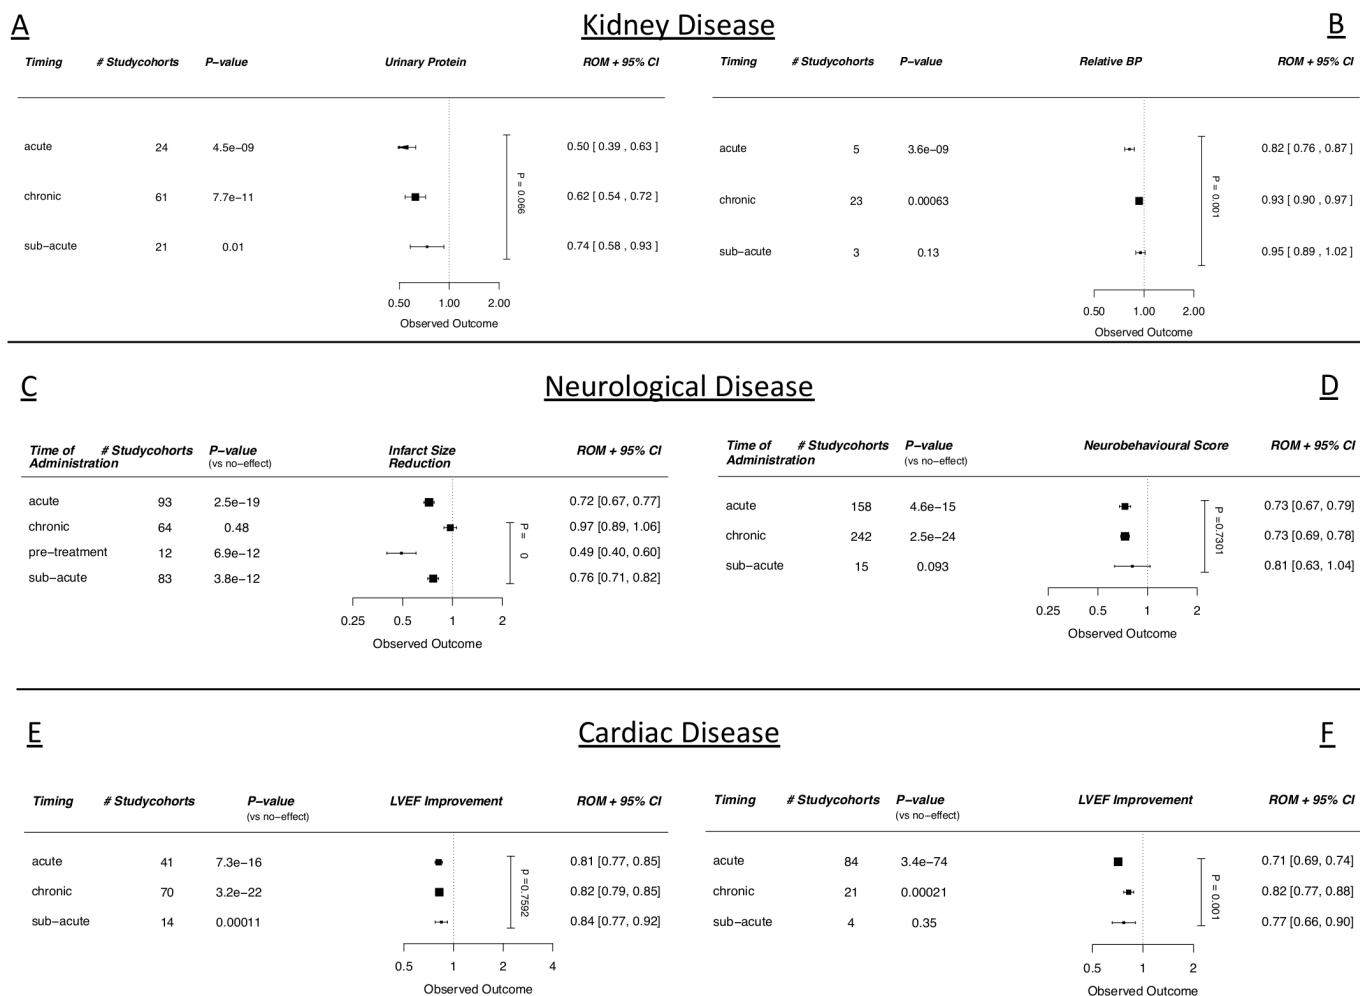 A Kidney Disease B
Timing # Studycohorts P−value Urinary Protein ROM + 95% CI
acute 24 4.5e−09 0.50 [ 0.39 , 0.63 ]
chronic 61 7.7e−11 0.62 [ 0.54 , 0.72 ]
sub−acute 21 0.01 0.74 [ 0.58 , 0.93 ]
P = 0.066
0.50 1.00 2.00
Observed Outcome
Timing # Studycohorts P−value Relative BP ROM + 95% CI
acute 5 3.6e−09 0.82 [ 0.76 , 0.87 ]
chronic 23 0.00063 0.93 [ 0.90 , 0.97 ]
sub−acute 3 0.13 0.95 [ 0.89 , 1.02 ]
P = 0.001
0.50 1.00 2.00
Observed Outcome
C Neurological Disease D
Time of # Studycohorts P−value Infarct Size ROM + 95% CI
Administration (vs no−effect) Reduction
acute 93 2.5e−19 0.72 [0.67, 0.77]
chronic 64 0.48 0.97 [0.89, 1.06]
pre−treatment 12 6.9e−12 0.49 [0.40, 0.60]
sub−acute 83 3.8e−12 0.76 [0.71, 0.82]
P = 0
0.25 0.5 1 2
Observed Outcome
Time of # Studycohorts P−value Neurobehavioural Score ROM + 95% CI
Administration (vs no−effect)
acute 158 4.6e−15 0.73 [0.67, 0.79]
chronic 242 2.5e−24 0.73 [0.69, 0.78]
sub−acute 15 0.093 0.81 [0.63, 1.04]
P =0.7301
0.25 0.5 1 2
Observed Outcome
E Cardiac Disease F
Timing # Studycohorts P−value LVEF Improvement ROM + 95% CI
(vs no−effect)
acute 41 7.3e−16 0.81 [0.77, 0.85]
chronic 70 3.2e−22 0.82 [0.79, 0.85]
sub−acute 14 0.00011 0.84 [0.77, 0.92]
P =0.7592
0.5 1 2 4
Observed Outcome
Timing # Studycohorts P−value LVEF Improvement ROM + 95% CI
(vs no−effect)
acute 84 3.4e−74 0.71 [0.69, 0.74]
chronic 21 0.00021 0.82 [0.77, 0.88]
sub−acute 4 0.35 0.77 [0.66, 0.90]
P = 0.001
0.5 1 2
Observed Outcome